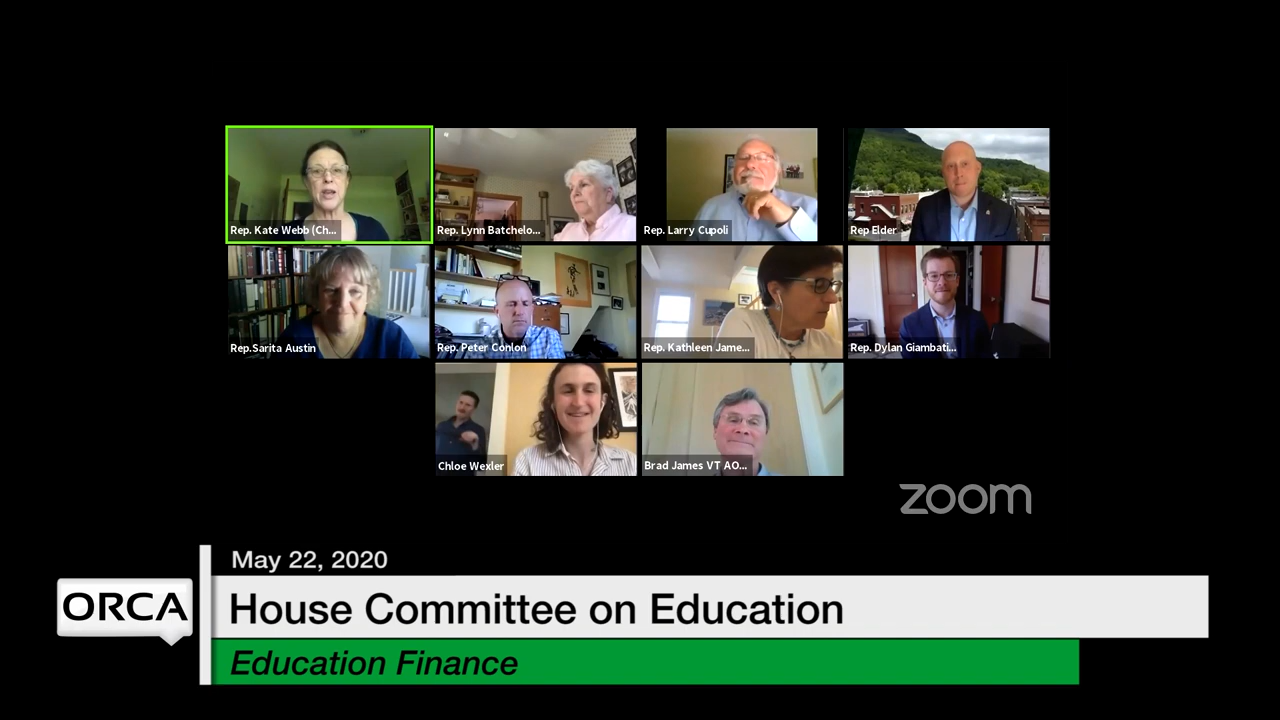 Rep. Kate Webb (Ch...
Rep. Lynn Batchelo...
Rep. Larry Cupoli
Rep Elder
Rep.Sarita Austin
Rep. Peter Conlon
Rep. Kathleen Jame...
Rep. Dylan Giambati...
Chloe Wexler
Brad James VT AO...
zoom
May 22, 2020
ORCA
House Committee on Education
Education Finance